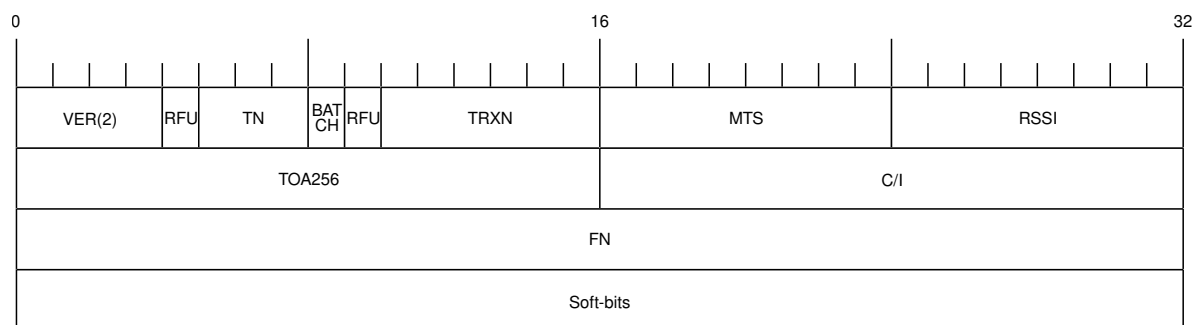 0 16 32
VER(2) RFU TN BAT CH RFU TRXN MTS RSSI
TOA256 C/I
FN
Soft-bits